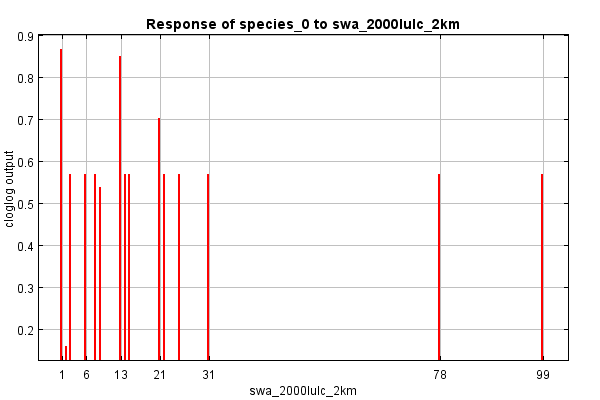 Response of species_0 to swa_2000lulc_2km
0.9
0.8
0.7
0.6
0.5
0.4
0.3
0.2
cloglog output
1 6 13 21 31 78 99
swa_2000lulc_2km